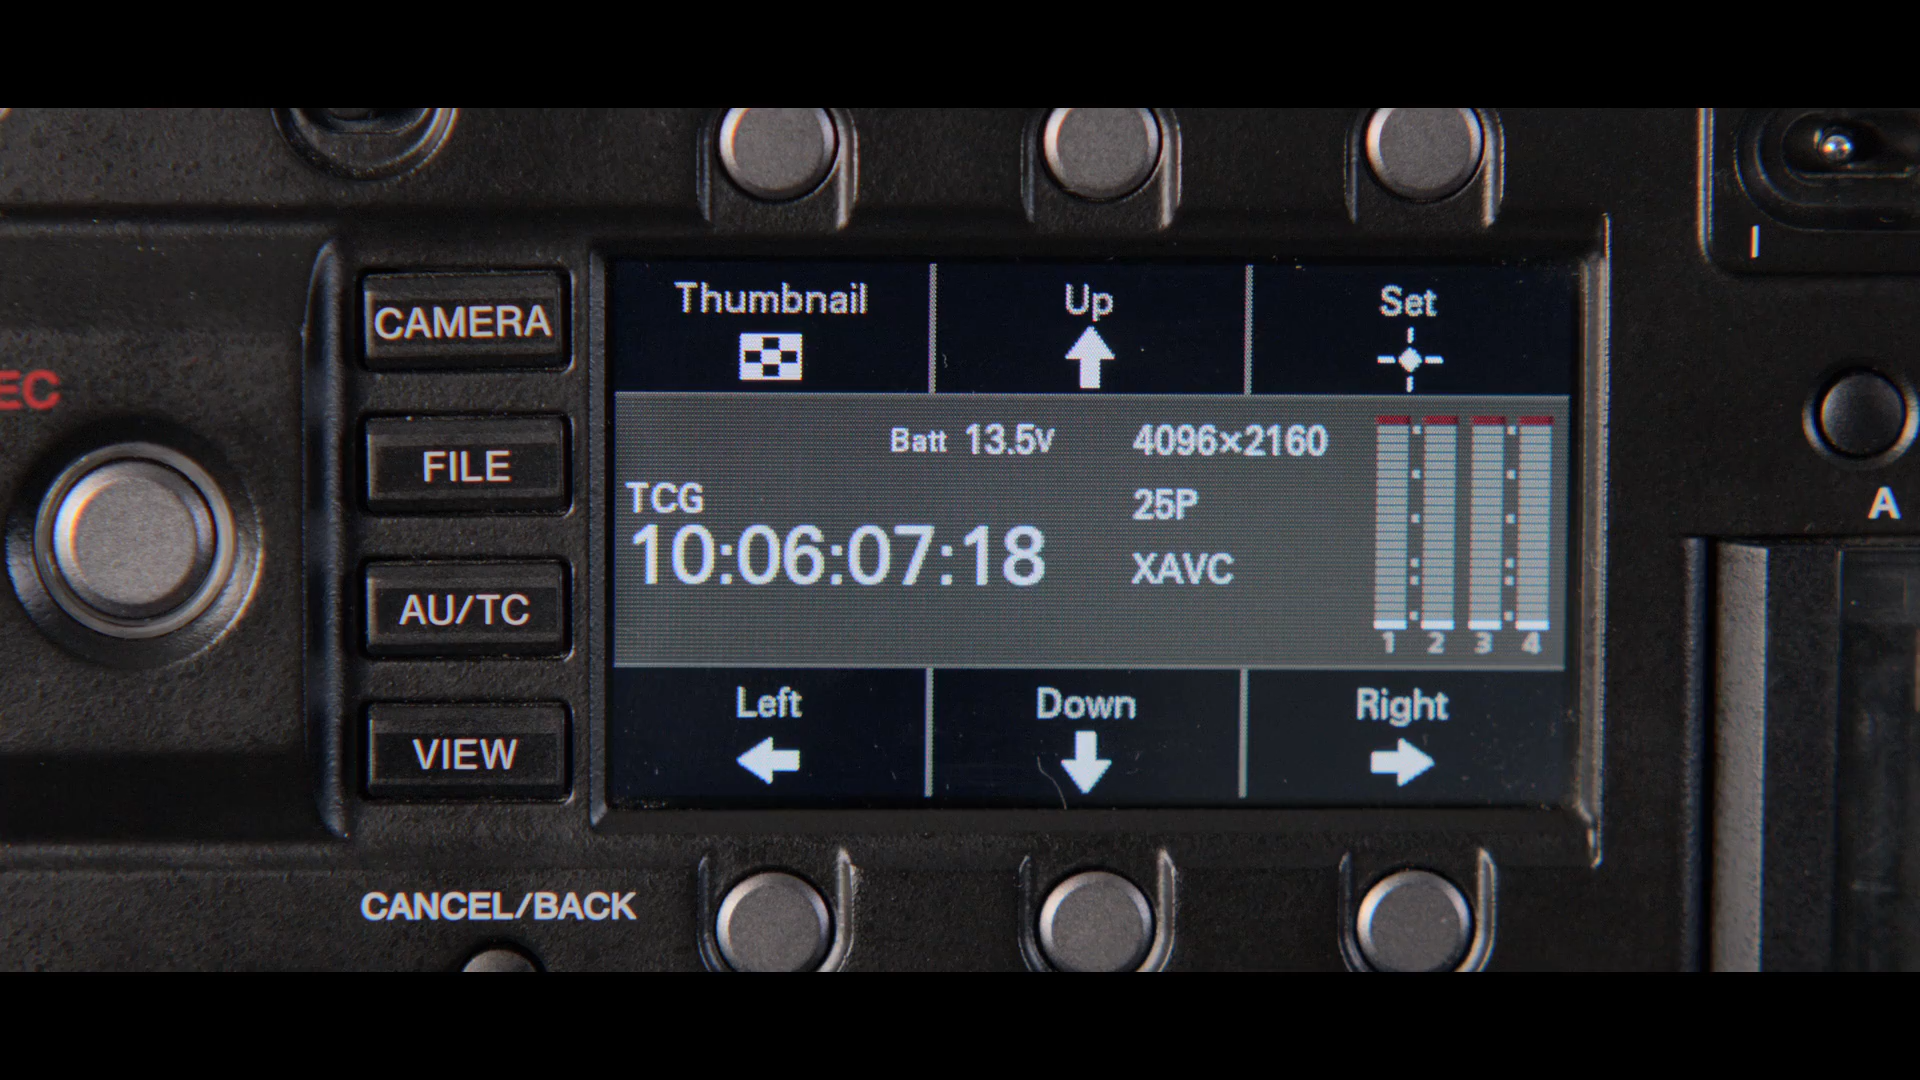 Thumbnail Up Set
CAMERA
EC
Batt 13.5V 4096×2160
FILE
TCG 25P
10:06:07:18 XAVC
A
AU/TC
1 2 3 4
Left Down Right
VIEW
CANCEL/BACK